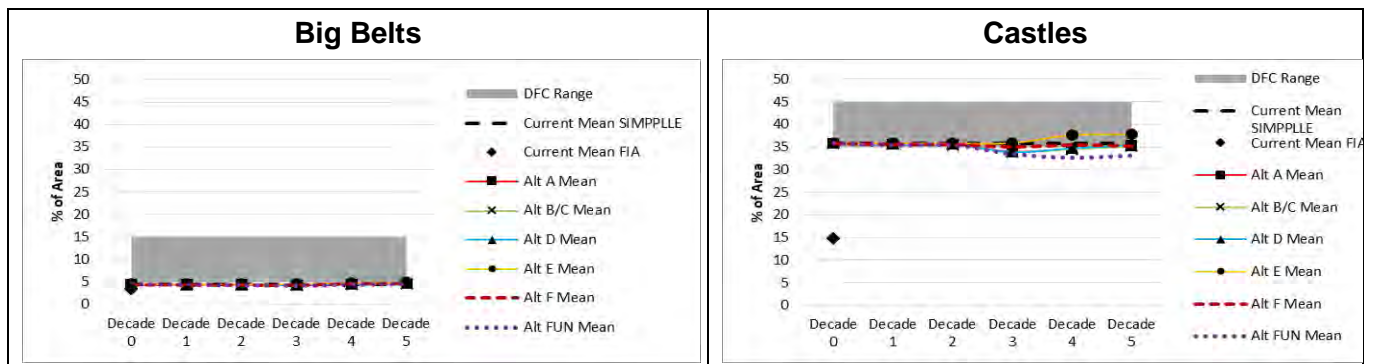 Big Belts
% of Area
50
45
40
35
30
25
20
15
10
5
0
Decade 0
Decade 1
Decade 2
Decade 3
Decade 4
Decade 5
DFC Range
Current Mean SIMPPLLE
Current Mean FIA
Alt A Mean
Alt B/C Mean
Alt D Mean
Alt E Mean
Alt F Mean
Alt FUN Mean
Castles
% of Area
50
45
40
35
30
25
20
15
10
5
0
Decade 0
Decade 1
Decade 2
Decade 3
Decade 4
Decade 5
DFC Range
Current Mean
SIMPPLLE
Current Mean FIA
Alt A Mean
Alt B/C Mean
Alt D Mean
Alt E Mean
Alt F Mean
Alt FUN Mean